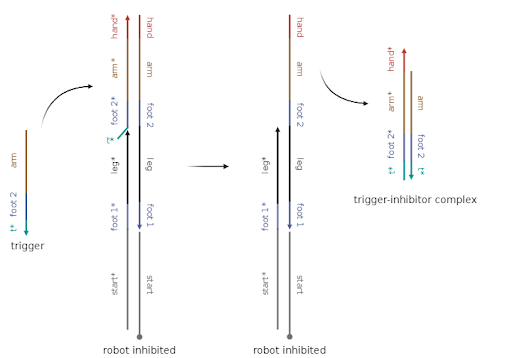 arm
foot 2
t*
trigger
hand*
arm*
foot 2*
t*
leg*
foot 1*
start*
hand
arm
foot 2
leg
foot 1
start
robot inhibited
leg*
foot 1*
start*
hand
arm
foot 2
leg
foot 1
start
robot inhibited
hand*
arm*
foot 2*
arm
foot 2
t*
trigger-inhibitor complex